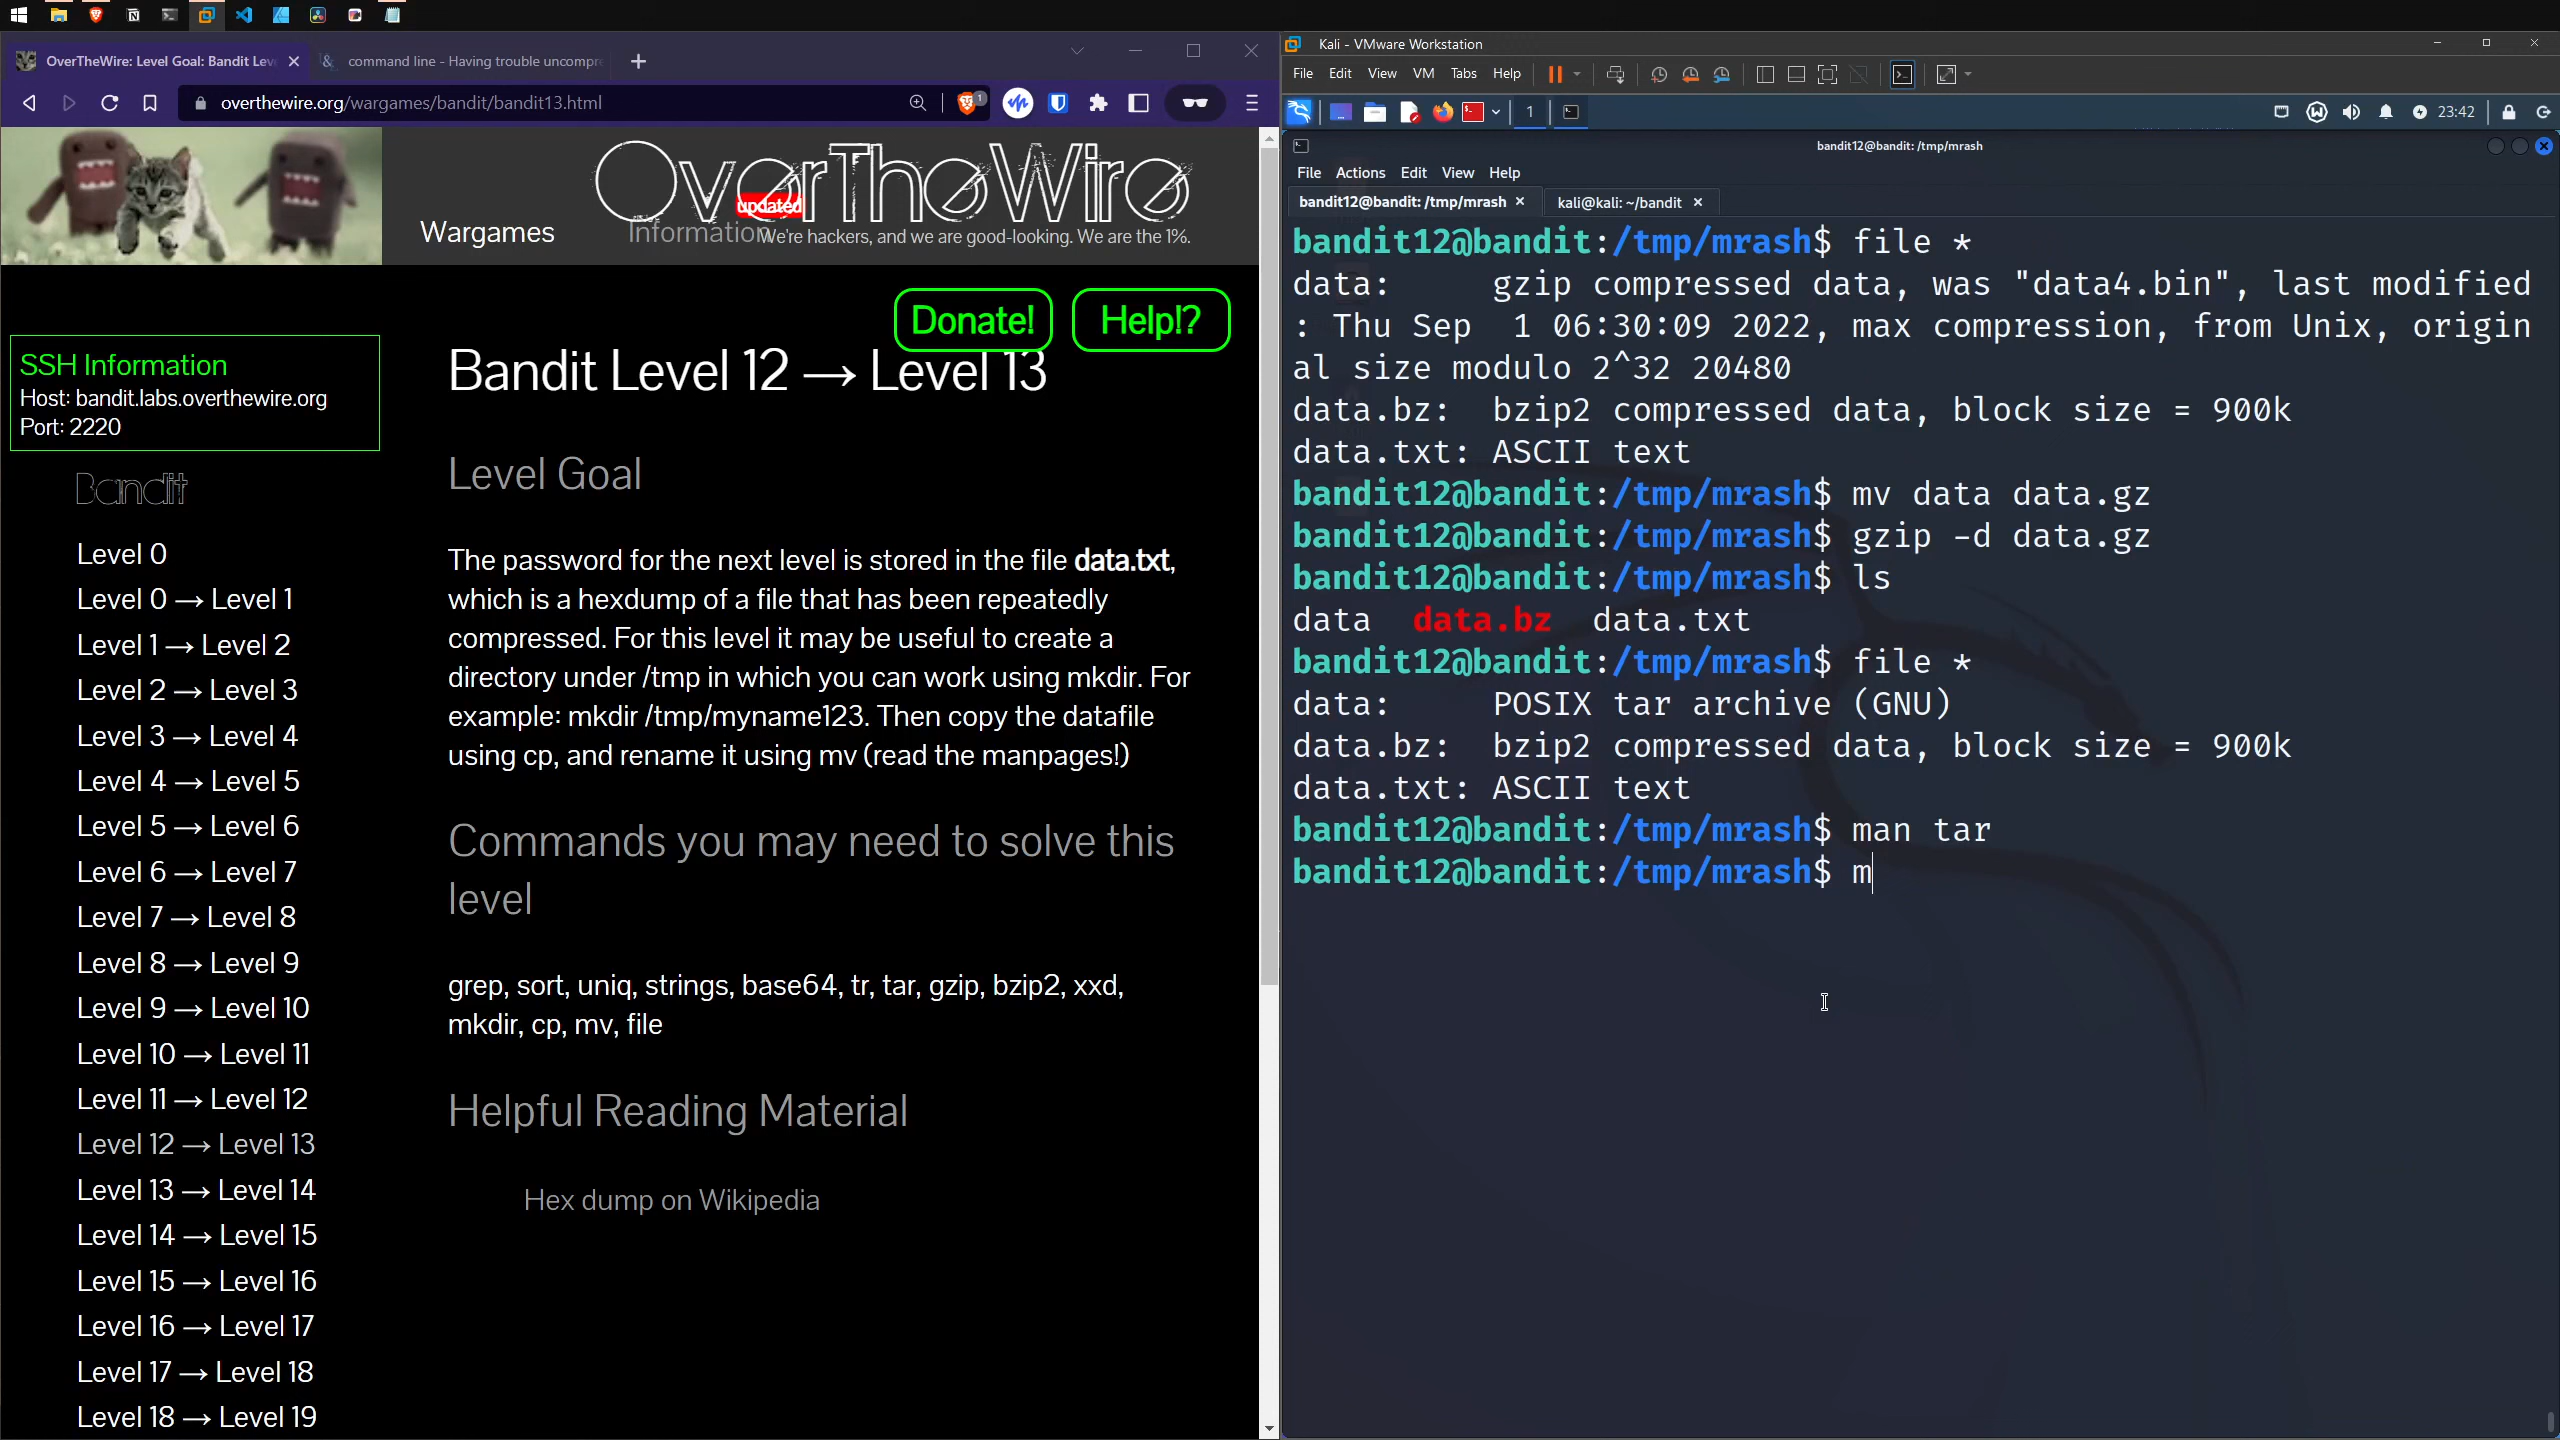 OverTheWire: Level Goal: Bandit Lev
command line - Having trouble uncompre
overthewire.org/wargames/bandit/bandit13.html
1
OverTheWire
updated
Wargames
Information
We're hackers, and we are good-looking. We are the 1%.
Donate!
Help!?
SSH Information
Host: bandit.labs.overthewire.org
Port: 2220
Bandit
Level 0
Level 0 → Level 1
Level 1 → Level 2
Level 2 → Level 3
Level 3 → Level 4
Level 4 → Level 5
Level 5 → Level 6
Level 6 → Level 7
Level 7 → Level 8
Level 8 → Level 9
Level 9 → Level 10
Level 10 → Level 11
Level 11 → Level 12
Level 12 → Level 13
Level 13 → Level 14
Level 14 → Level 15
Level 15 → Level 16
Level 16 → Level 17
Level 17 → Level 18
Level 18 → Level 19
Bandit Level 12 → Level 13
Level Goal
The password for the next level is stored in the file data.txt,
which is a hexdump of a file that has been repeatedly
compressed. For this level it may be useful to create a
directory under /tmp in which you can work using mkdir. For
example: mkdir /tmp/myname123. Then copy the datafile
using cp, and rename it using mv (read the manpages!)
Commands you may need to solve this
level
grep, sort, uniq, strings, base64, tr, tar, gzip, bzip2, xxd,
mkdir, cp, mv, file
Helpful Reading Material
Hex dump on Wikipedia
Kali - VMware Workstation
File Edit View VM Tabs Help
1
23:42
bandit12@bandit: /tmp/mrash
File Actions Edit View Help
bandit12@bandit: /tmp/mrash
kali@kali: ~/bandit
bandit12@bandit:/tmp/mrash$ file *
data:     gzip compressed data, was "data4.bin", last modified
: Thu Sep  1 06:30:09 2022, max compression, from Unix, origin
al size modulo 2^32 20480
data.bz:  bzip2 compressed data, block size = 900k
data.txt: ASCII text
bandit12@bandit:/tmp/mrash$ mv data data.gz
bandit12@bandit:/tmp/mrash$ gzip -d data.gz
bandit12@bandit:/tmp/mrash$ ls
data  data.bz  data.txt
bandit12@bandit:/tmp/mrash$ file *
data:     POSIX tar archive (GNU)
data.bz:  bzip2 compressed data, block size = 900k
data.txt: ASCII text
bandit12@bandit:/tmp/mrash$ man tar
bandit12@bandit:/tmp/mrash$ m